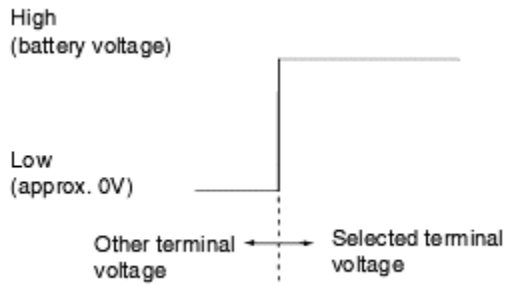 High
(battery voltage)
Low
(approx. 0V)
Other terminal
voltage
Selected terminal
voltage